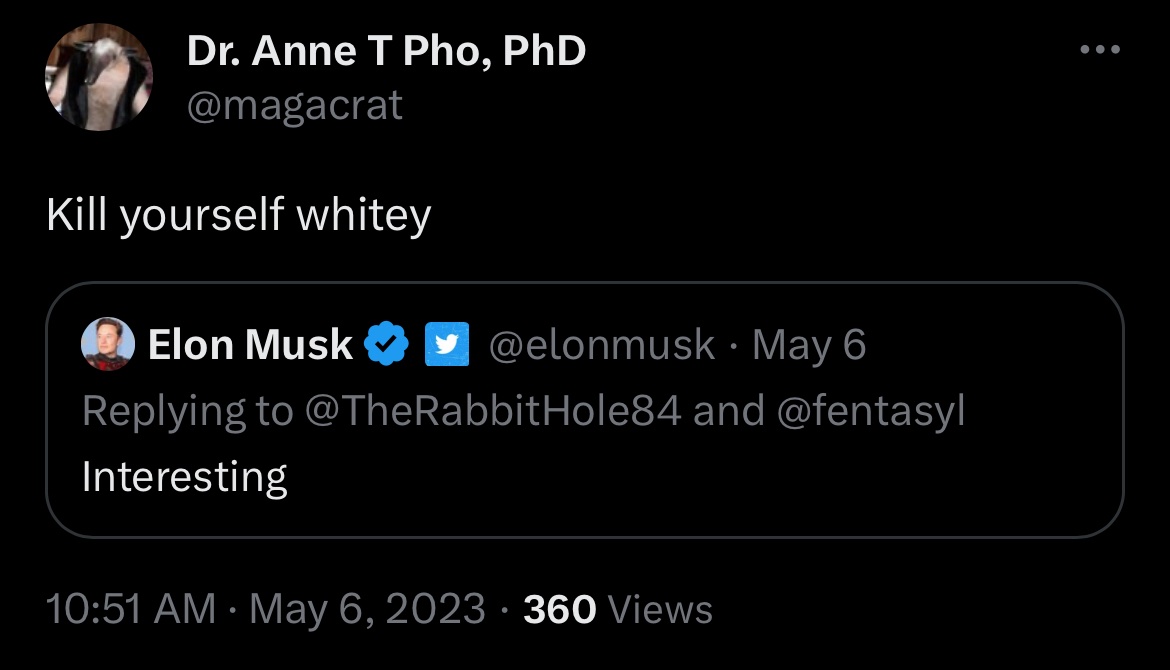 Dr. Anne T Pho, PhD
@magacrat
Kill yourself whitey
Elon Musk @elonmusk · May 6
Replying to @TheRabbitHole84 and @fentasyl
Interesting
10:51 AM · May 6, 2023 · 360 Views